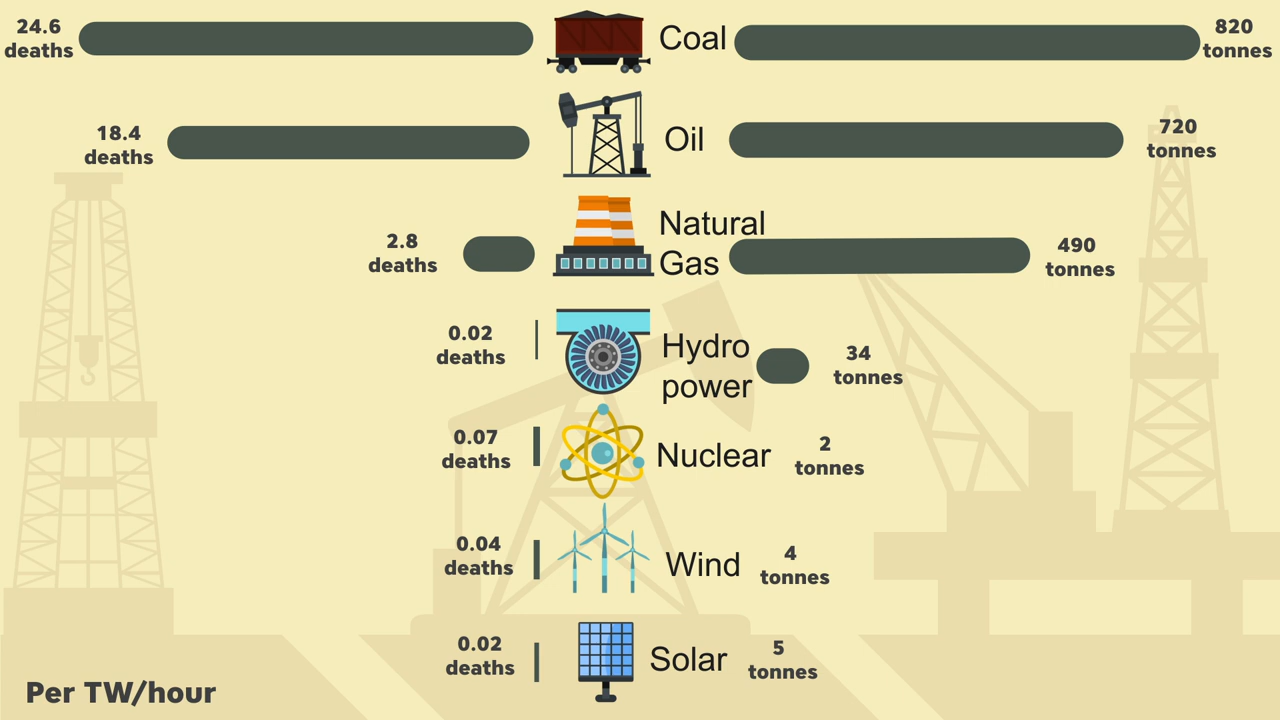 24.6
deaths
Coal
820
tonnes
18.4
deaths
Oil
720
tonnes
2.8
deaths
Natural
Gas
490
tonnes
0.02
deaths
Hydro
power
34
tonnes
0.07
deaths
Nuclear
2
tonnes
0.04
deaths
Wind
4
tonnes
0.02
deaths
Solar
5
tonnes
Per TW/hour